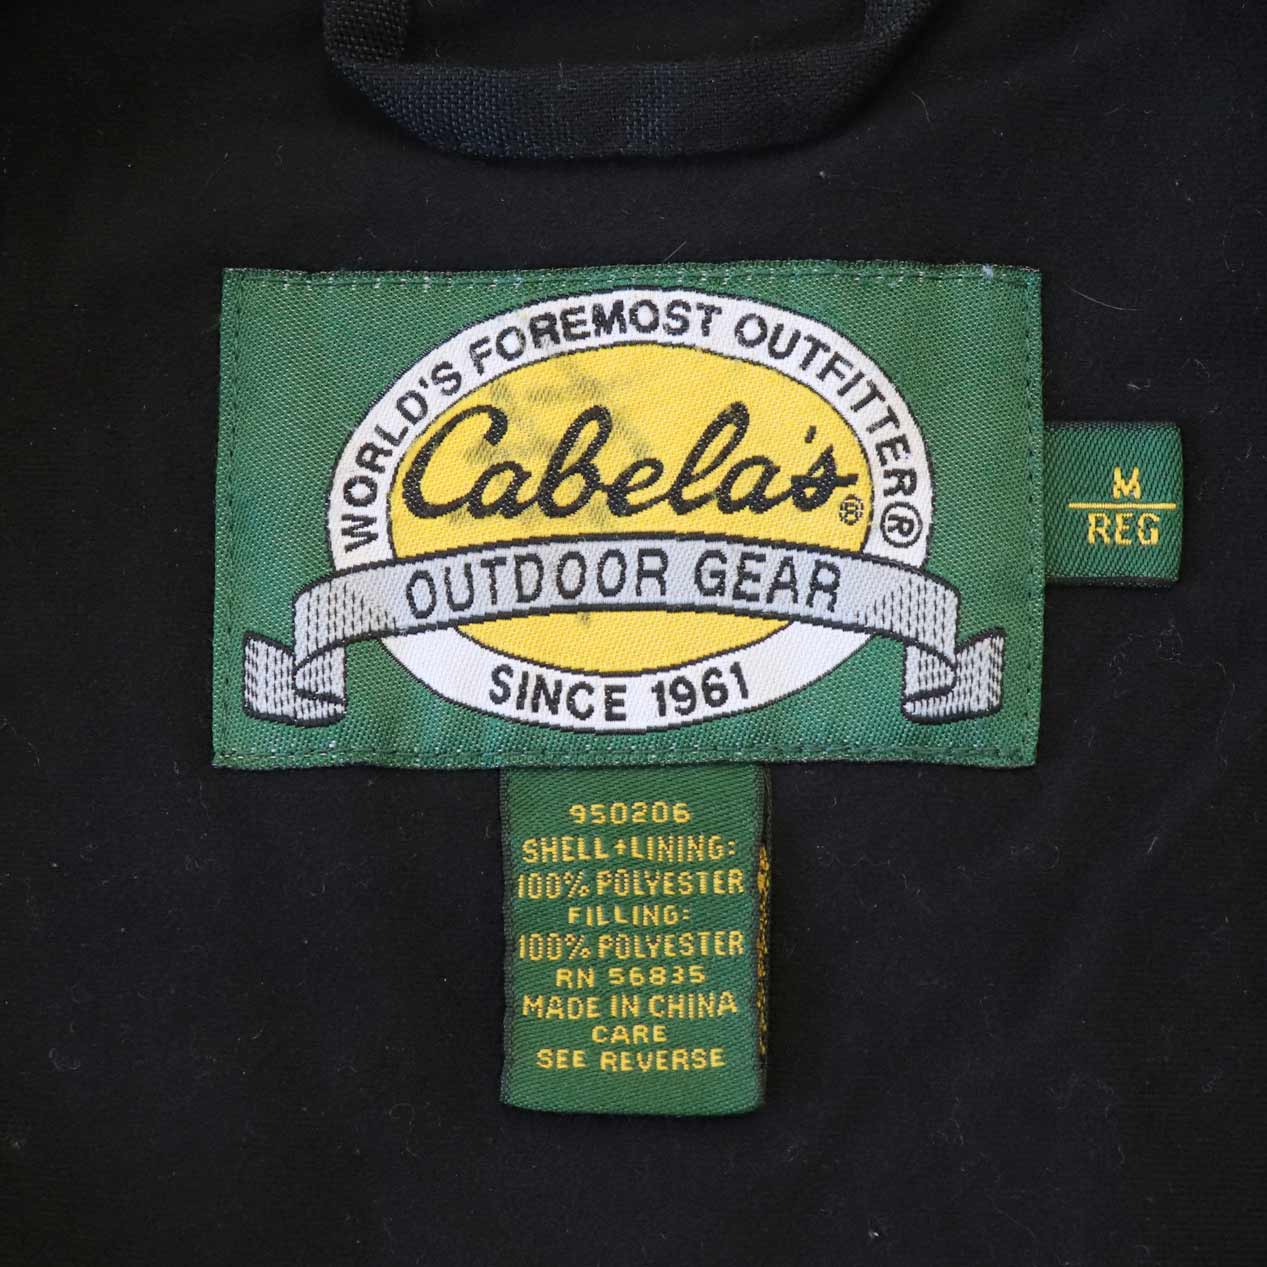 WORLD'S FOREMOST OUTFITTER®
Cabela's®
OUTDOOR GEAR
SINCE 1961
M
REG
950206
SHELL+LINING:
100% POLYESTER
FILLING:
100% POLYESTER
RN 56835
MADE IN CHINA
CARE
SEE REVERSE